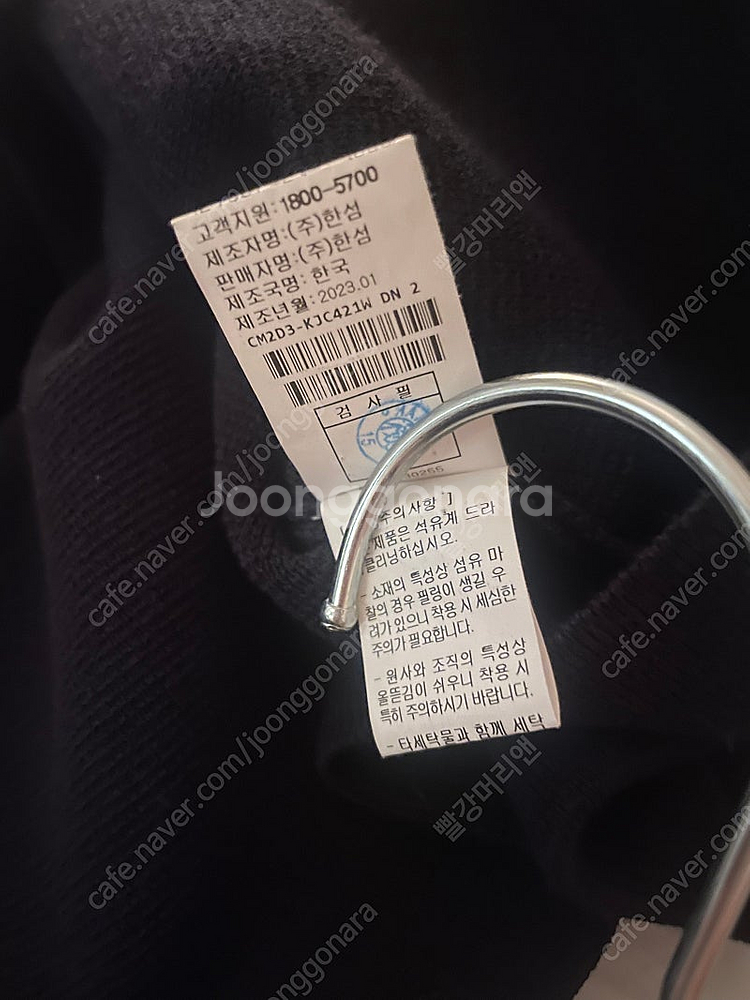 고객지원: 1800-5700
제조자명:(주)한섬
판매자명:(주)한섬
제조국명: 한국
제조년월: 2023.01
CM2D3-KJC421W DN 2
검 사 필
15
10255
주의사항 ]
제품은 석유계 드라
클리닝하십시오.
- 소재의 특성상 섬유 마
찰의 경우 필링이 생길 우
려가 있으니 착용 시 세심한
주의가 필요합니다.
- 원사와 조직의 특성상
올뜯김이 쉬우니 착용 시
특히 주의하시기 바랍니다.
- 타세탁물과 함께 세탁
Joonggonara
cafe.naver.com/joonggonara
빨강머리앤